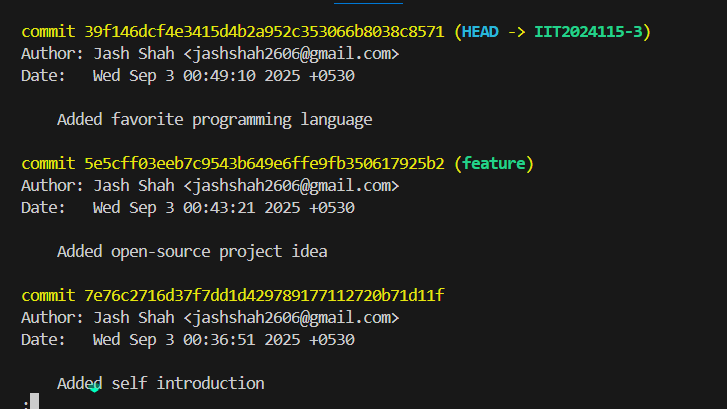 commit 39f146dcf4e3415d4b2a952c353066b8038c8571 (HEAD -> IIT2024115-3)
Author: Jash Shah <jashshah2606@gmail.com>
Date:   Wed Sep 3 00:49:10 2025 +0530
    Added favorite programming language
commit 5e5cff03eeb7c9543b649e6ffe9fb350617925b2 (feature)
Author: Jash Shah <jashshah2606@gmail.com>
Date:   Wed Sep 3 00:43:21 2025 +0530
    Added open-source project idea
commit 7e76c2716d37f7dd1d429789177112720b71d11f
Author: Jash Shah <jashshah2606@gmail.com>
Date:   Wed Sep 3 00:36:51 2025 +0530
    Added self introduction
: